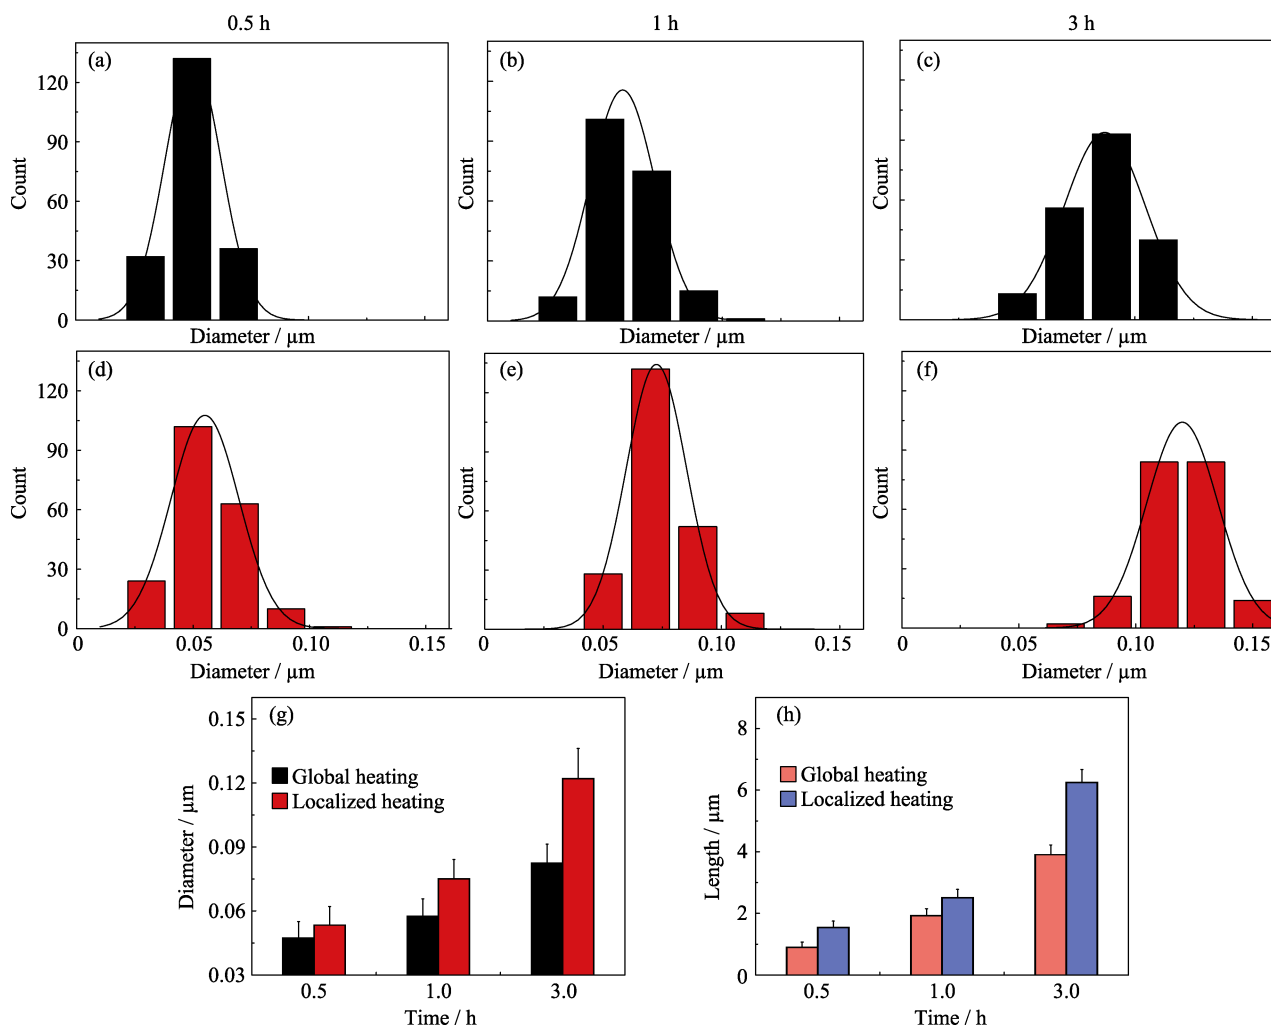 0.5 h
1 h
3 h
(a)
(b)
(c)
120
90
60
30
0
Count
Count
Count
Diameter / µm
Diameter / µm
Diameter / µm
(d)
(e)
(f)
120
90
60
30
0
Count
Count
Count
0 0.05 0.10 0.15
0 0.05 0.10 0.15
0 0.05 0.10 0.15
Diameter / µm
Diameter / µm
Diameter / µm
(g)
0.15
0.12
0.09
0.06
0.03
Diameter / µm
Global heating
Localized heating
0.5 1.0 3.0
Time / h
(h)
8
6
4
2
0
Length / µm
Global heating
Localized heating
0.5 1.0 3.0
Time / h